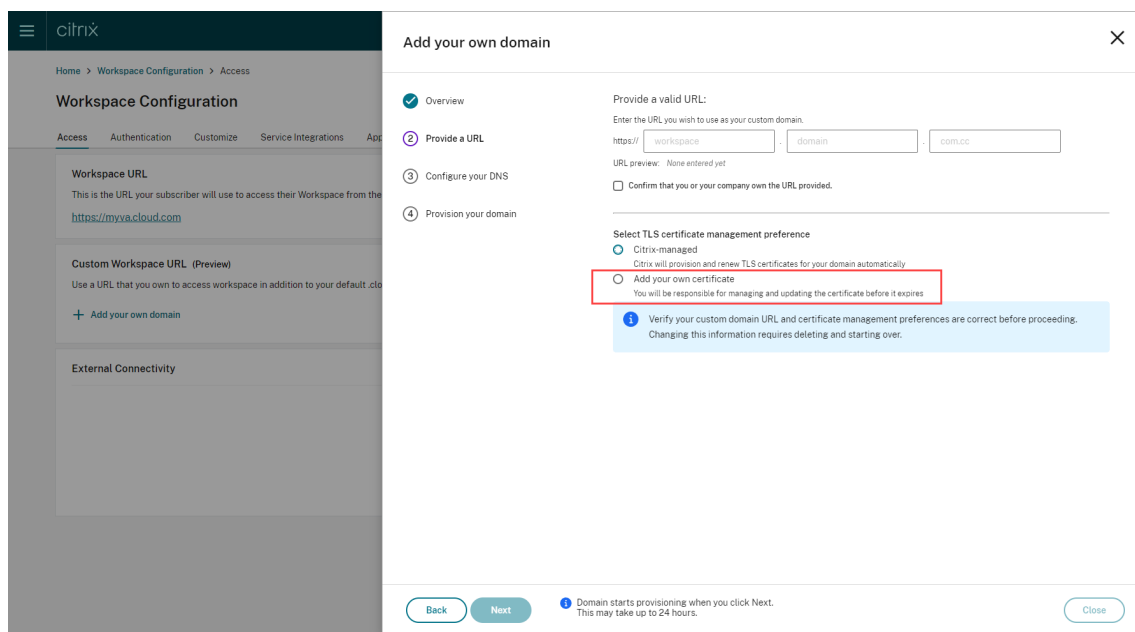 citrix
Home > Workspace Configuration > Access
Workspace Configuration
Access Authentication Customize Service Integrations App
Workspace URL
This is the URL your subscriber will use to access their Workspace from the
https://myva.cloud.com
Custom Workspace URL (Preview)
Use a URL that you own to access workspace in addition to your default .clo
+ Add your own domain
External Connectivity
Add your own domain
Overview
2 Provide a URL
3 Configure your DNS
4 Provision your domain
Provide a valid URL:
Enter the URL you wish to use as your custom domain.
https:// workspace . domain . com.cc
URL preview: None entered yet
Confirm that you or your company own the URL provided.
Select TLS certificate management preference
Citrix-managed
Citrix will provision and renew TLS certificates for your domain automatically
Add your own certificate
You will be responsible for managing and updating the certificate before it expires
Verify your custom domain URL and certificate management preferences are correct before proceeding.
Changing this information requires deleting and starting over.
Back Next
Domain starts provisioning when you click Next.
This may take up to 24 hours.
Close